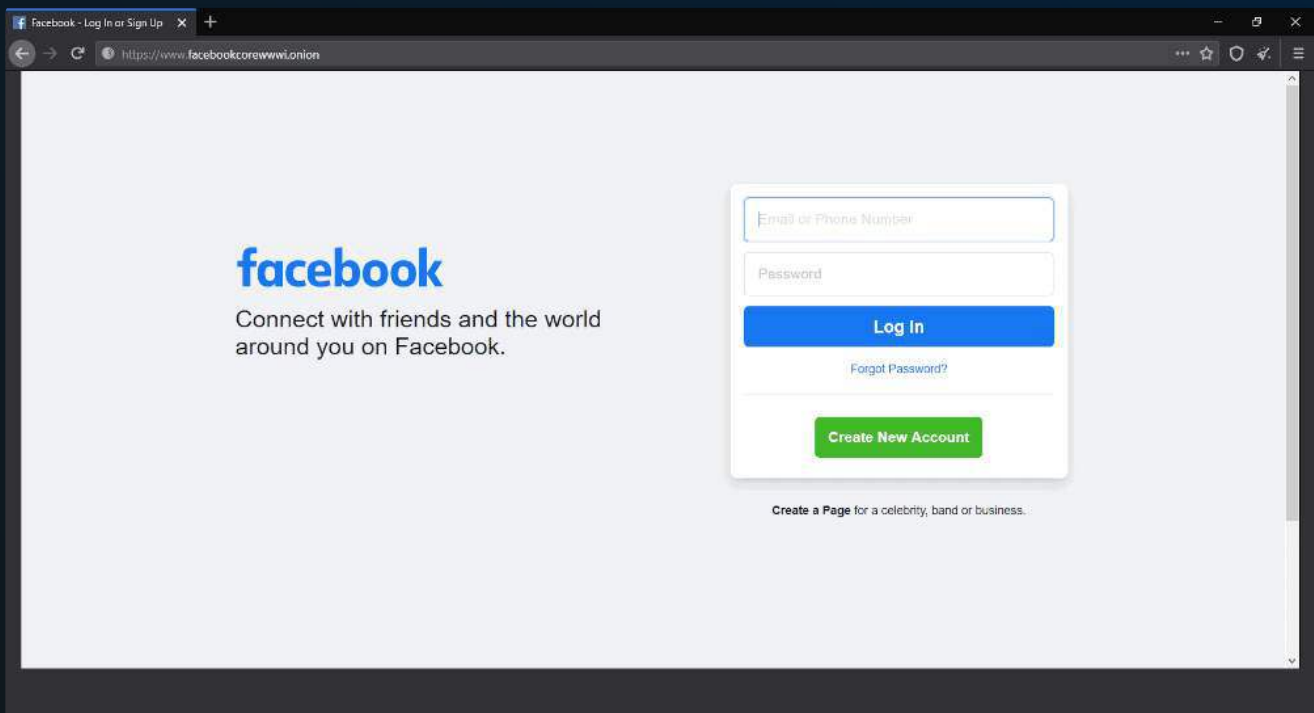 Facebook - Log In or Sign Up
https://www.facebookcorewwwi.onion
Email or Phone Number
facebook
Password
Connect with friends and the world
around you on Facebook.
Log In
Forgot Password?
Create New Account
Create a Page for a celebrity, band or business.